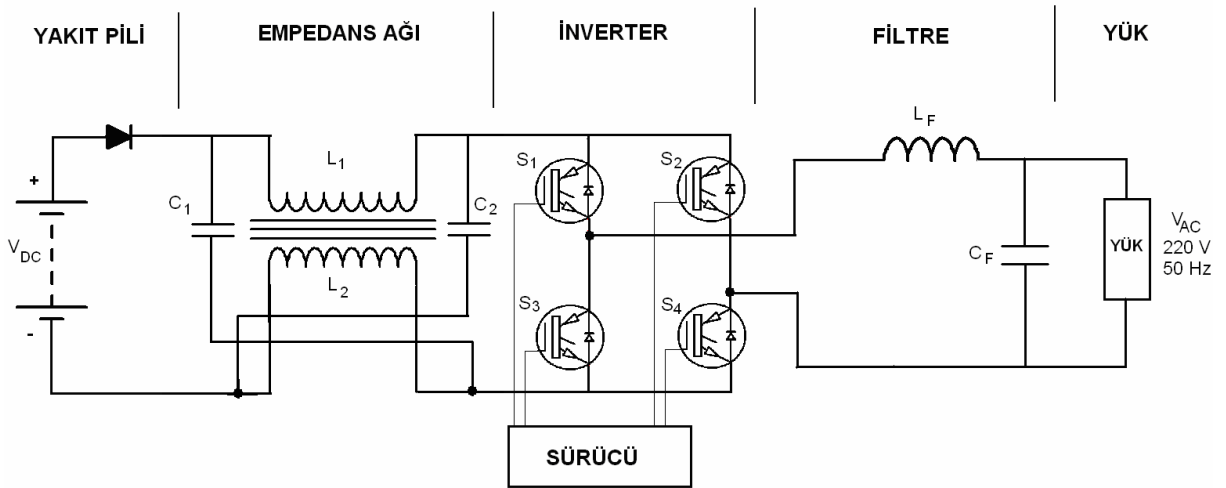 YAKIT PİLİ
EMPEDANS AĞI
İNVERTER
FİLTRE
YÜK
L1
L2
C1
C2
S1
S2
S3
S4
LF
CF
+
VDC
-
YÜK
VAC
220 V
50 Hz
SÜRÜCÜ